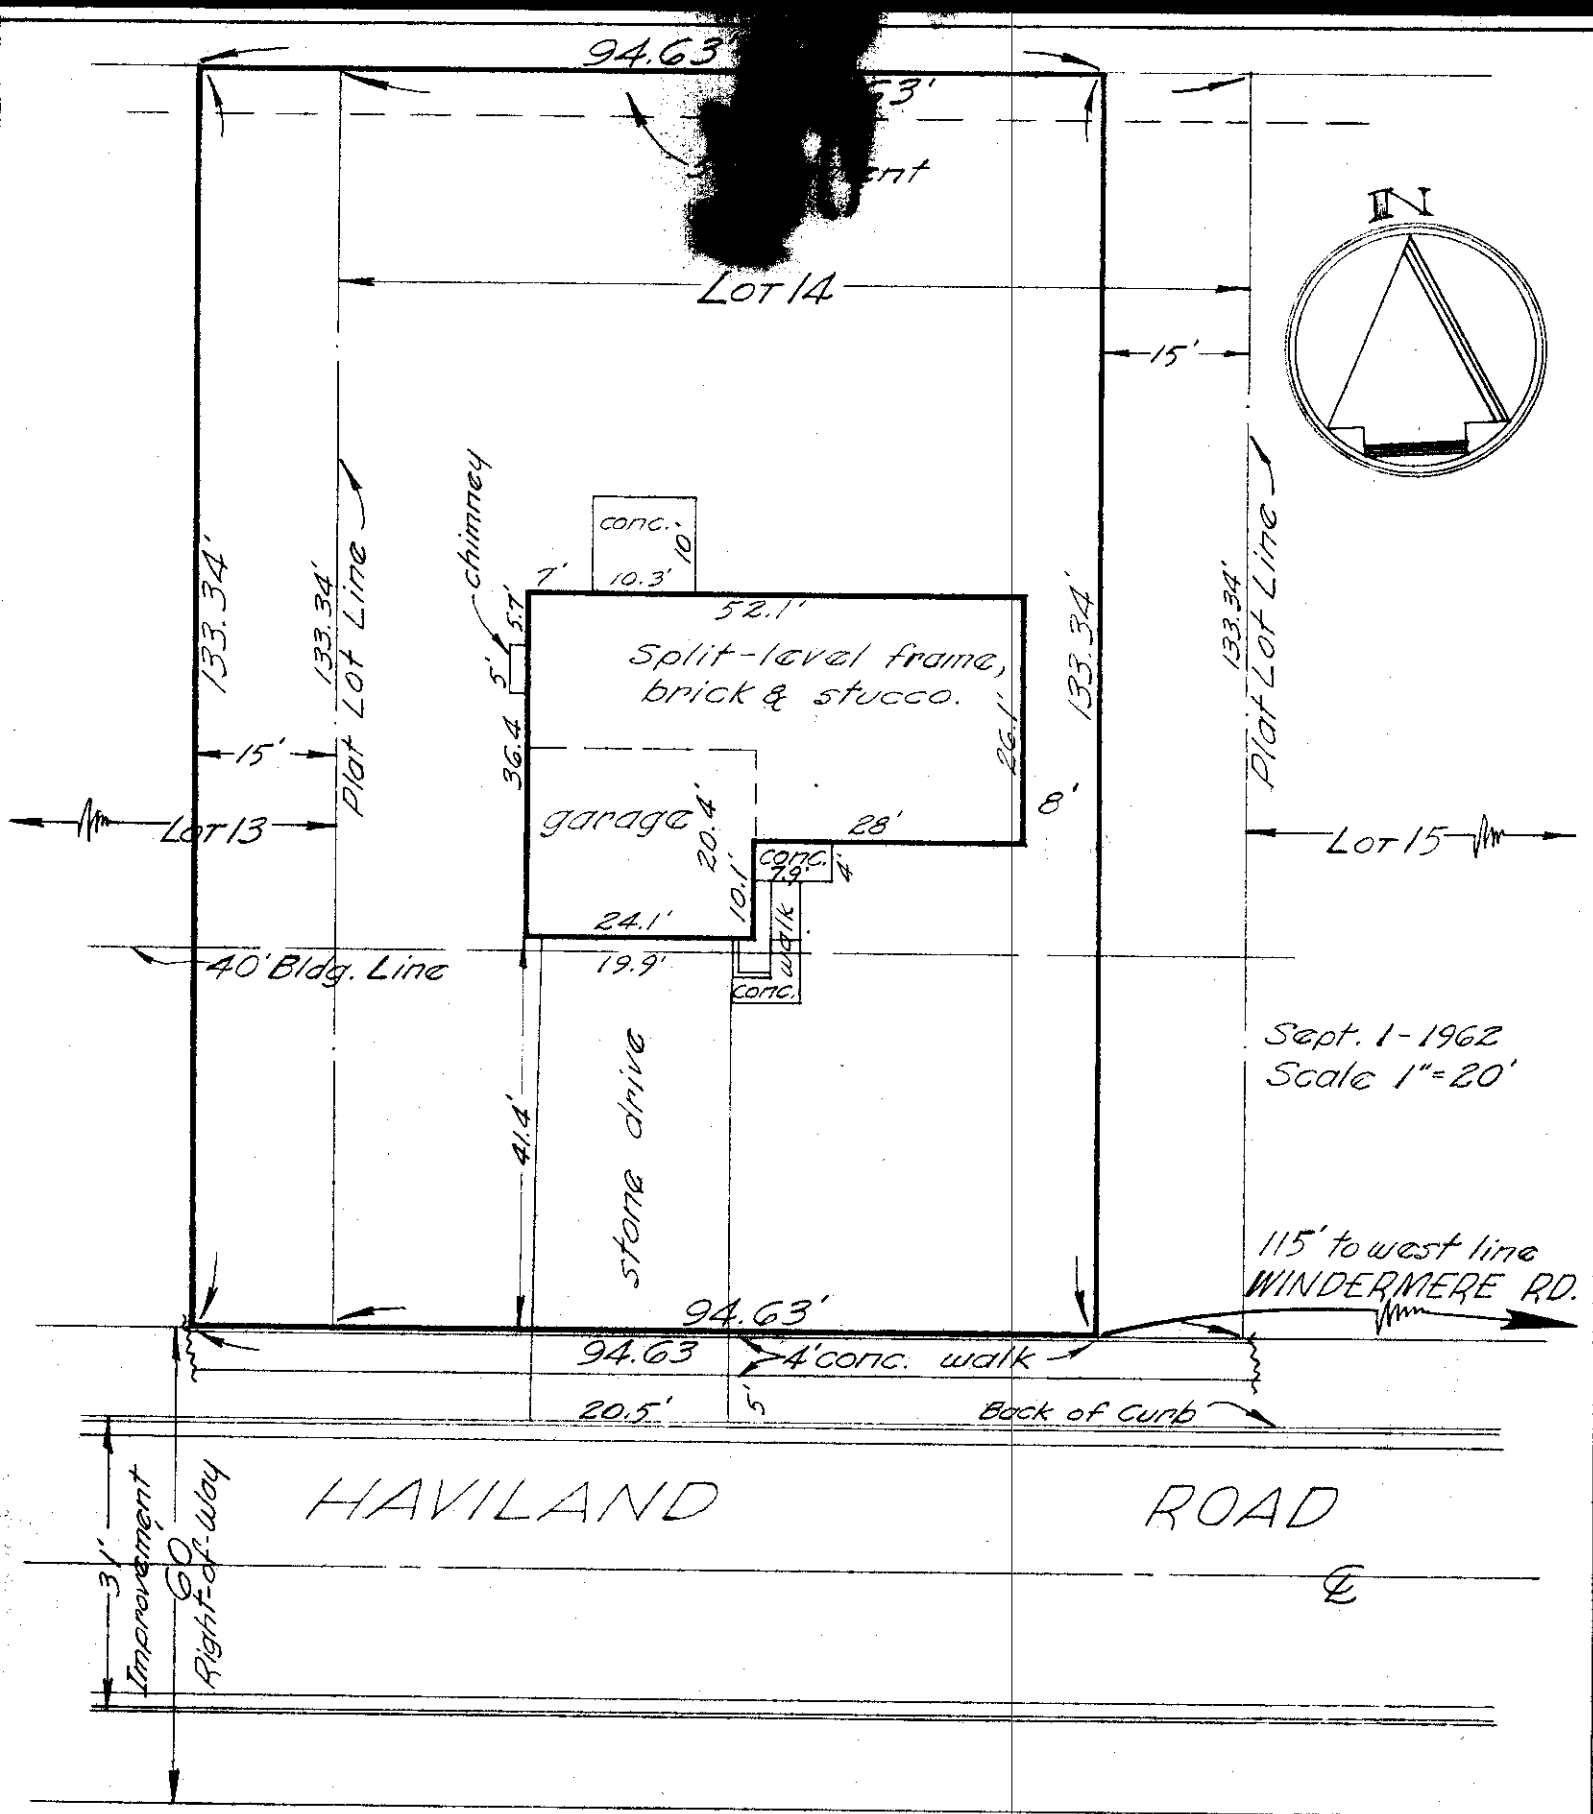 94.63'
53'
N
LOT 14
15'
chimney
conc.
10'
10.3'
7'
52.1'
5.7'
5'
36.4
Split-level frame,
brick & stucco.
26.1'
8'
133.34'
133.34'
Plat Lot Line
133.34'
133.34'
Plat Lot Line
15'
LOT 13
garage
20.4'
28'
conc.
7.9'
4'
10.1'
walk
LOT 15
24.1'
40' Bldg. Line
19.9'
conc.
Sept. 1-1962
Scale 1"=20'
41.4'
stone drive
115' to west line
WINDERMERE RD.
94.63'
94.63
4' conc. walk
20.5'
5'
Back of Curb
HAVILAND ROAD
31'
Improvement
60
Right-of-Way
CL